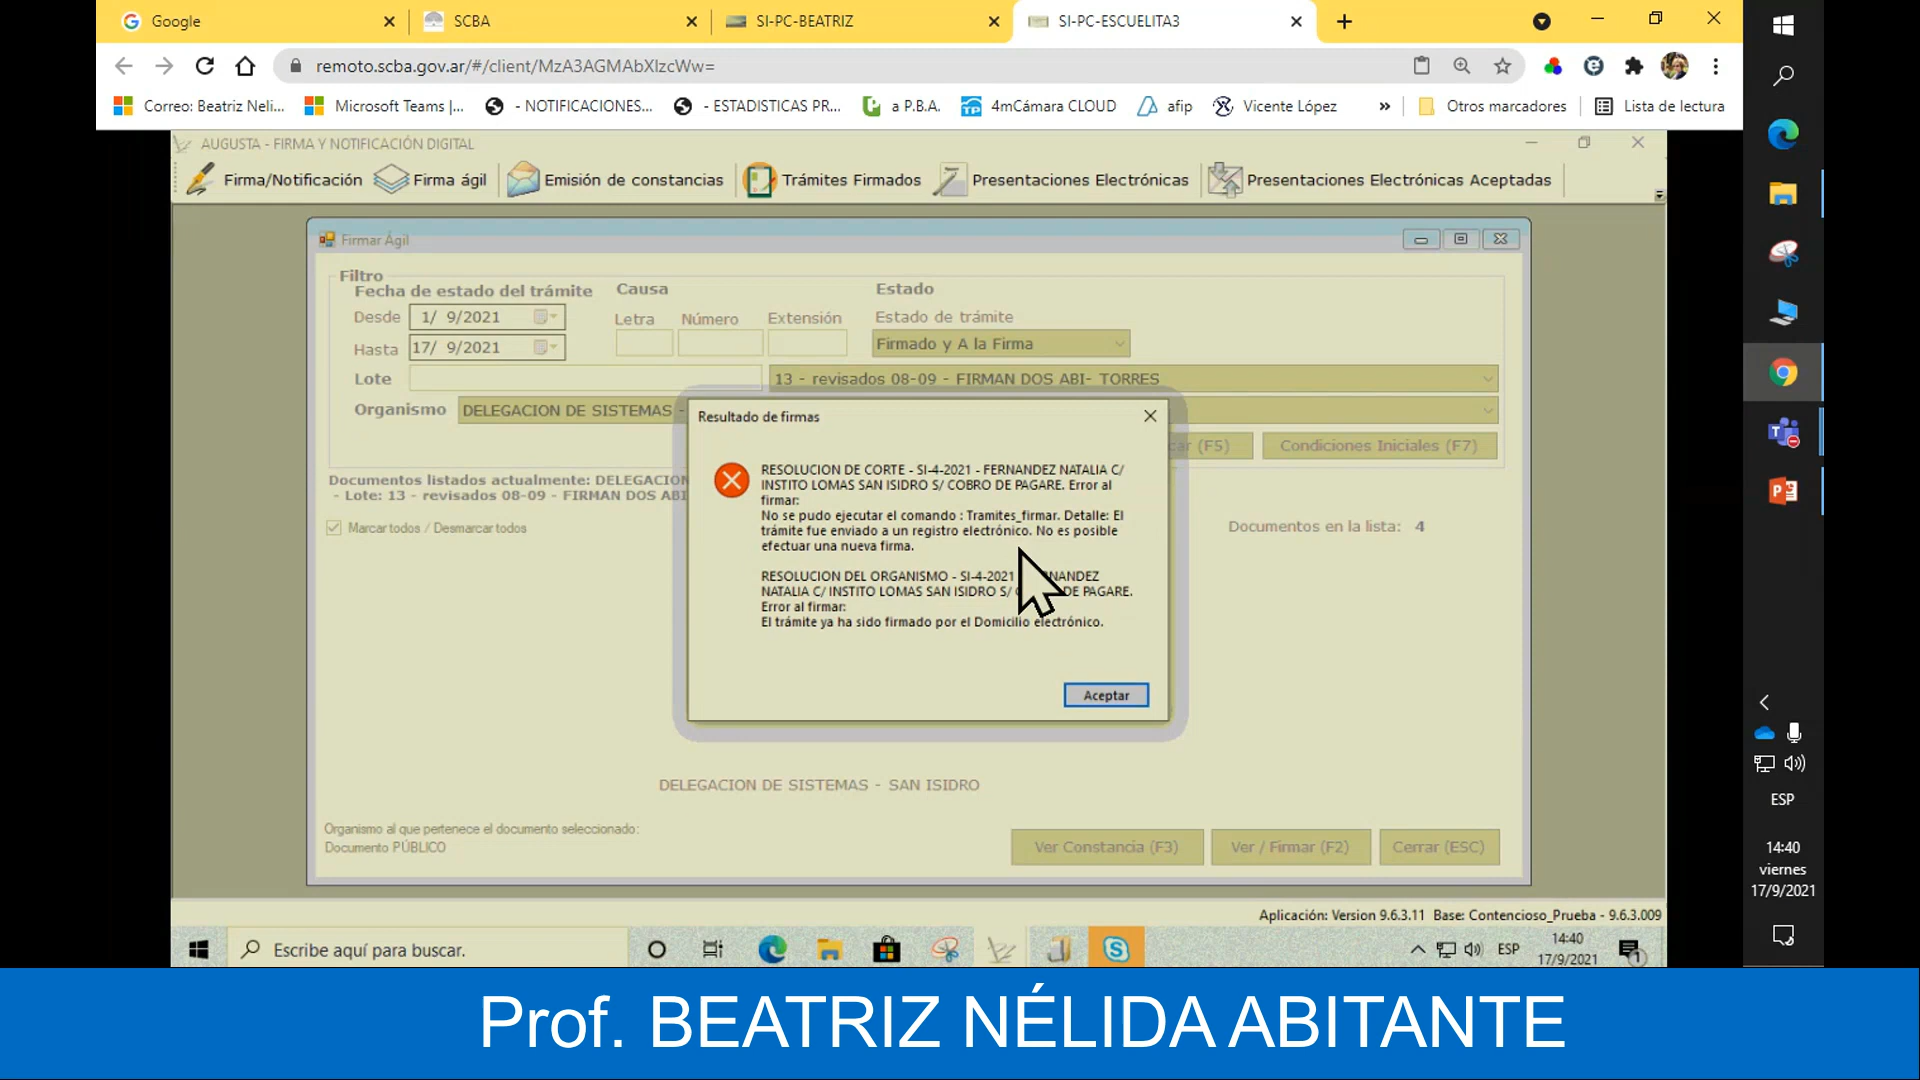 Google
SCBA
SI-PC-BEATRIZ
SI-PC-ESCUELITA3
remoto.scba.gov.ar/#/client/MzA3AGMAbXlzcWw=
Correo: Beatriz Neli...
Microsoft Teams |...
- NOTIFICACIONES...
- ESTADISTICAS PR...
a P.B.A.
4mCámara CLOUD
afip
Vicente López
»
Otros marcadores
Lista de lectura
AUGUSTA - FIRMA Y NOTIFICACIÓN DIGITAL
Firma/Notificación
Firma ágil
Emisión de constancias
Trámites Firmados
Presentaciones Electrónicas
Presentaciones Electrónicas Aceptadas
Firmar Ágil
Filtro
Fecha de estado del trámite
Causa
Estado
Desde 1/ 9/2021
Letra Número Extensión
Estado de trámite
Hasta 17/ 9/2021
Firmado y A la Firma
Lote
13 - revisados 08-09 - FIRMAN DOS ABI- TORRES
Organismo DELEGACION DE SISTEMAS -
car (F5)
Condiciones Iniciales (F7)
Documentos listados actualmente: DELEGACION
- Lote: 13 - revisados 08-09 - FIRMAN DOS ABI
Marcar todos / Desmarcar todos
Documentos en la lista: 4
Resultado de firmas
RESOLUCION DE CORTE - SI-4-2021 - FERNANDEZ NATALIA C/
INSTITO LOMAS SAN ISIDRO S/ COBRO DE PAGARE. Error al
firmar:
No se pudo ejecutar el comando : Tramites_firmar. Detalle: El
trámite fue enviado a un registro electrónico. No es posible
efectuar una nueva firma.
RESOLUCION DEL ORGANISMO - SI-4-2021 NANDEZ
NATALIA C/ INSTITO LOMAS SAN ISIDRO S/ DE PAGARE.
Error al firmar:
El trámite ya ha sido firmado por el Domicilio electrónico.
Aceptar
DELEGACION DE SISTEMAS - SAN ISIDRO
Organismo al que pertenece el documento seleccionado:
Documento PÚBLICO
Ver Constancia (F3)
Ver / Firmar (F2)
Cerrar (ESC)
Aplicación: Version 9.6.3.11 Base: Contencioso_Prueba - 9.6.3.009
Escribe aquí para buscar.
ESP
14:40
17/9/2021
1
ESP
14:40
viernes
17/9/2021
Prof. BEATRIZ NÉLIDA ABITANTE